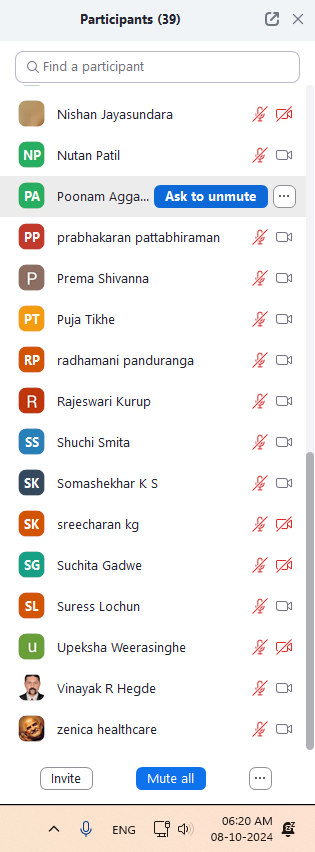 Participants (39)
Find a participant
Nishan Jayasundara
NP Nutan Patil
PA Poonam Agga... Ask to unmute ...
PP prabhakaran pattabhiraman
P Prema Shivanna
PT Puja Tikhe
RP radhamani panduranga
R Rajeswari Kurup
SS Shuchi Smita
SK Somashekhar K S
SK sreecharan kg
SG Suchita Gadwe
SL Suress Lochun
u Upeksha Weerasinghe
Vinayak R Hegde
zenica healthcare
Invite Mute all ...
ENG 06:20 AM
08-10-2024